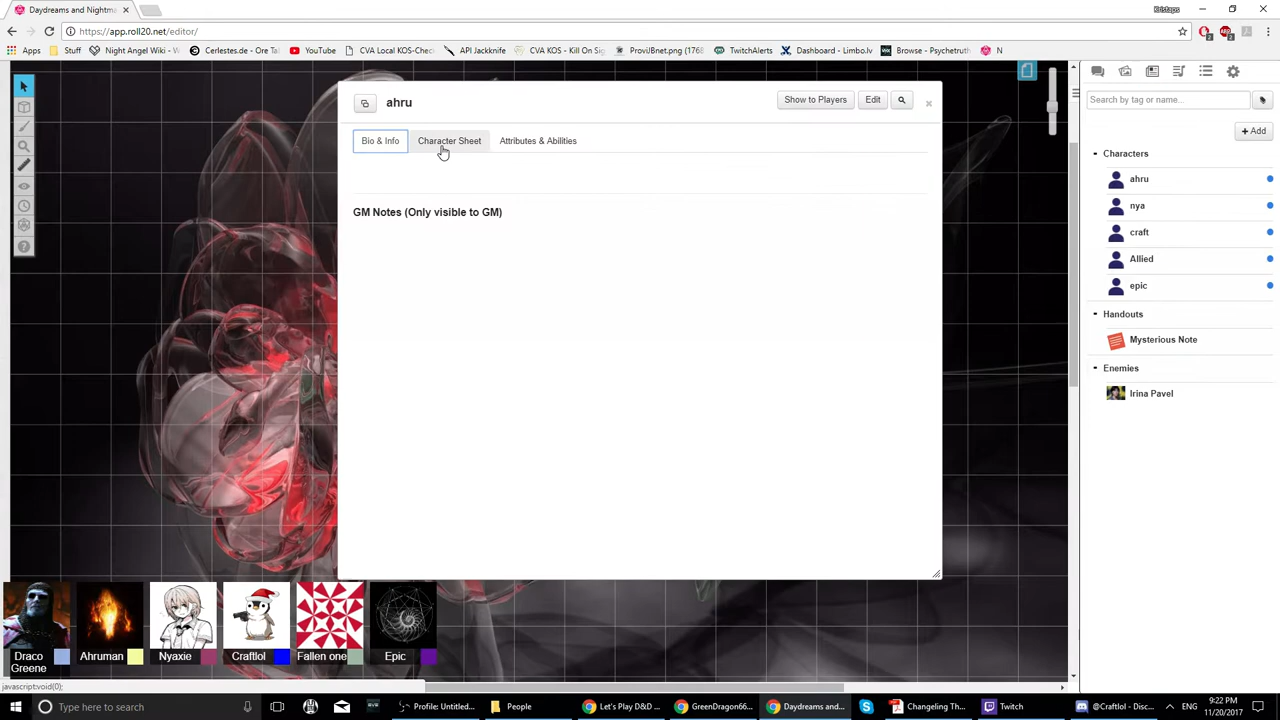 Daydreams and Nightma
Kristaps
https://app.roll20.net/editor/
Apps
Stuff
Night Angel Wiki -
Cerlestes.de - Ore Ta
YouTube
CVA Local KOS-Chec
API Jackknife
CVA KOS - Kill On Sig
ProviJBnet.png (176
TwitchAlerts
Dashboard - Limbo.lv
Browse - Psychetruth
N
ahru
Show to Players
Edit
Bio & Info
Character Sheet
Attributes & Abilities
GM Notes (Only visible to GM)
Search by tag or name...
+ Add
Characters
ahru
nya
craft
Allied
epic
Handouts
Mysterious Note
Enemies
Irina Pavel
Draco Greene
Ahruman
Nyaxie
Craftlol
Fallen one
Epic
javascript:void(0);
Type here to search
Profile: Untitled...
People
Let's Play D&D ...
GreenDragon66...
Daydreams and...
Changeling Th...
Twitch
@Craftlol - Disc...
ENG
9:22 PM
11/20/2017